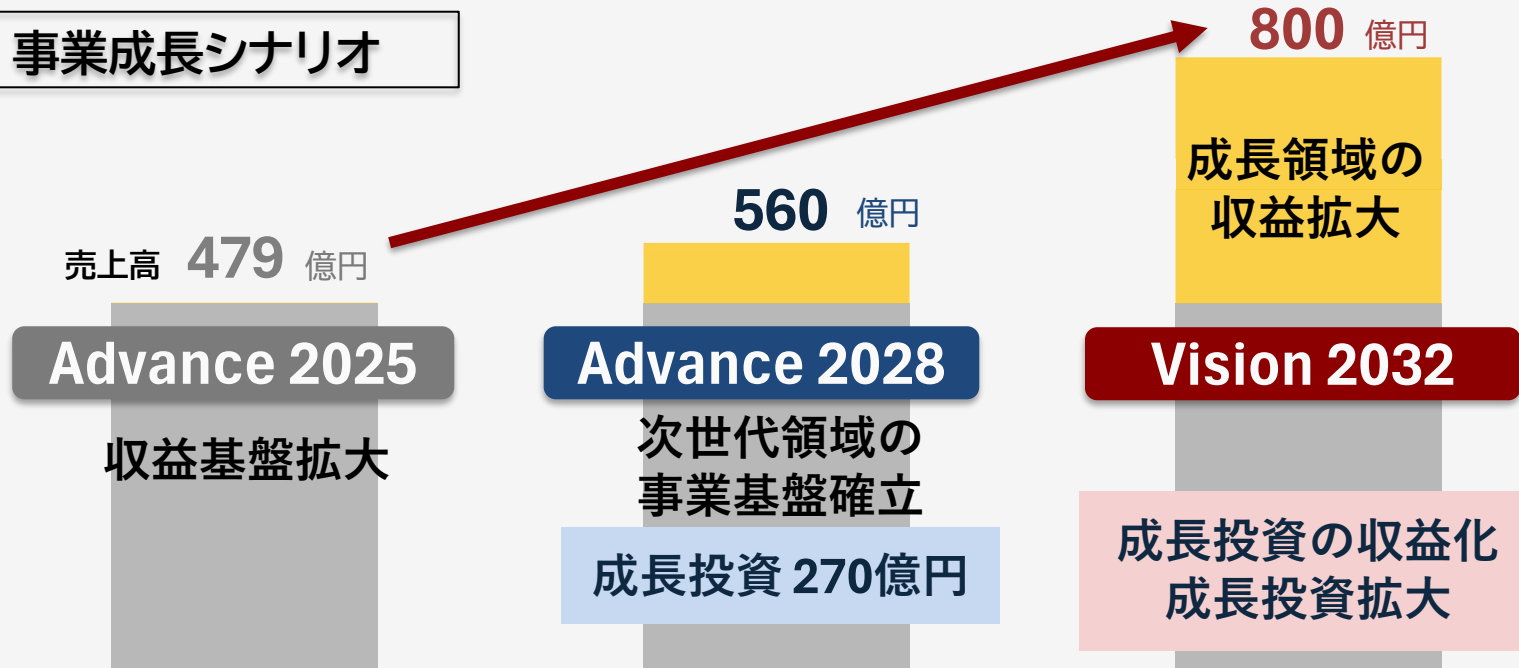 事業成長シナリオ
800 億円
成長領域の
収益拡大
560 億円
売上高 479 億円
Advance 2025
Advance 2028
Vision 2032
収益基盤拡大
次世代領域の
事業基盤確立
成長投資 270億円
成長投資の収益化
成長投資拡大